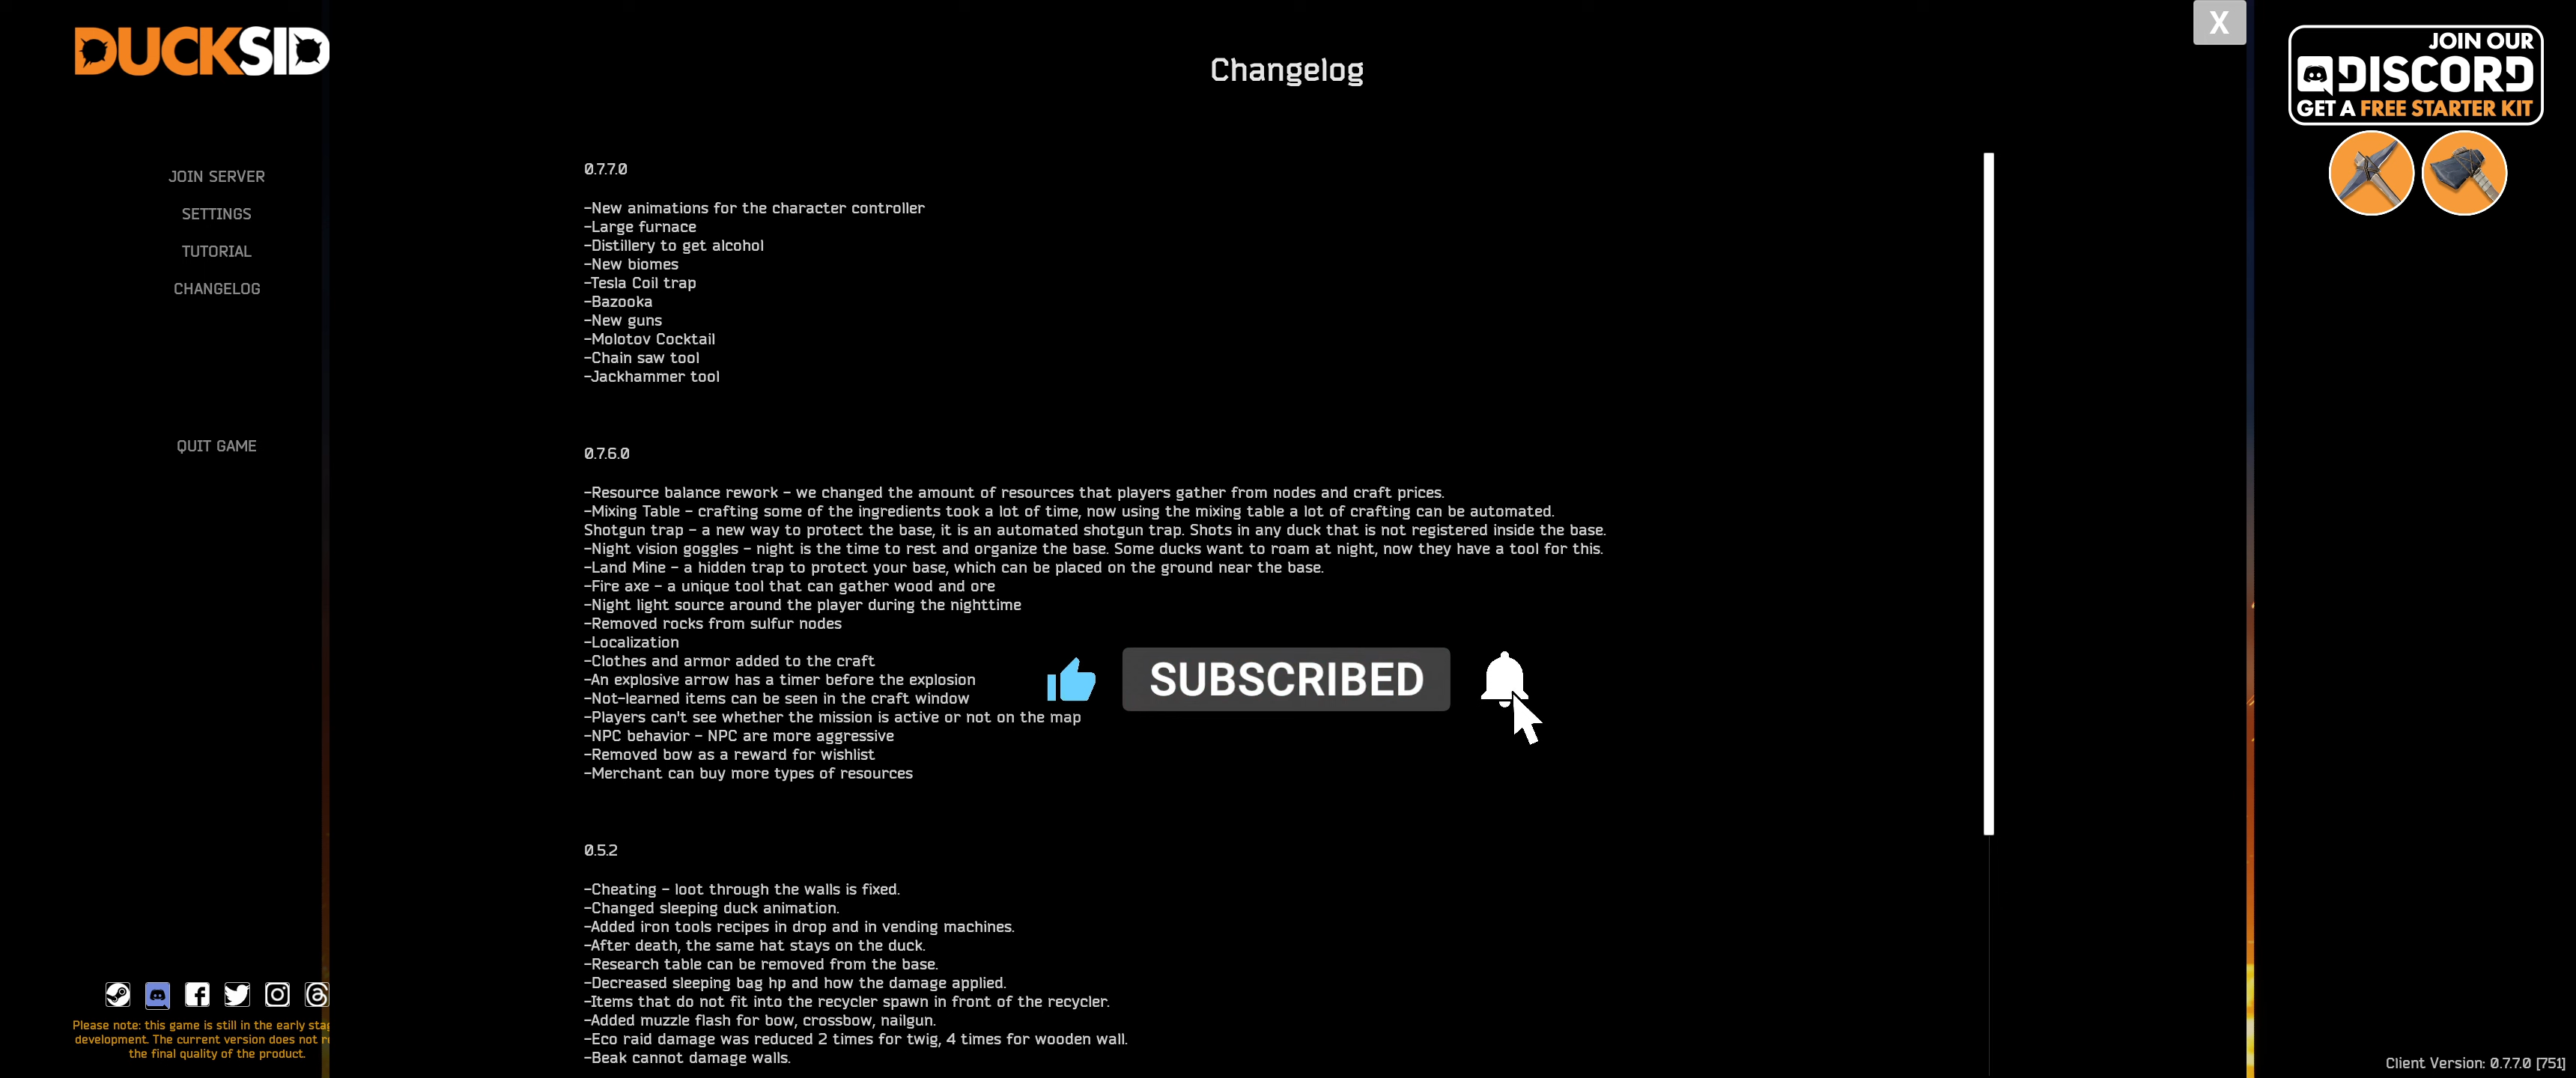 DUCKSID
JOIN SERVER
SETTINGS
TUTORIAL
CHANGELOG
QUIT GAME
Please note: this game is still in the early stag
development. The current version does not r
the final quality of the product.
X
Changelog
0.7.7.0
-New animations for the character controller
-Large furnace
-Distillery to get alcohol
-New biomes
-Tesla Coil trap
-Bazooka
-New guns
-Molotov Cocktail
-Chain saw tool
-Jackhammer tool
0.7.6.0
-Resource balance rework - we changed the amount of resources that players gather from nodes and craft prices.
-Mixing Table - crafting some of the ingredients took a lot of time, now using the mixing table a lot of crafting can be automated.
Shotgun trap - a new way to protect the base, it is an automated shotgun trap. Shots in any duck that is not registered inside the base.
-Night vision goggles - night is the time to rest and organize the base. Some ducks want to roam at night, now they have a tool for this.
-Land Mine - a hidden trap to protect your base, which can be placed on the ground near the base.
-Fire axe - a unique tool that can gather wood and ore
-Night light source around the player during the nighttime
-Removed rocks from sulfur nodes
-Localization
-Clothes and armor added to the craft
-An explosive arrow has a timer before the explosion
-Not-learned items can be seen in the craft window
-Players can't see whether the mission is active or not on the map
-NPC behavior - NPC are more aggressive
-Removed bow as a reward for wishlist
-Merchant can buy more types of resources
SUBSCRIBED
0.5.2
-Cheating - loot through the walls is fixed.
-Changed sleeping duck animation.
-Added iron tools recipes in drop and in vending machines.
-After death, the same hat stays on the duck.
-Research table can be removed from the base.
-Decreased sleeping bag hp and how the damage applied.
-Items that do not fit into the recycler spawn in front of the recycler.
-Added muzzle flash for bow, crossbow, nailgun.
-Eco raid damage was reduced 2 times for twig, 4 times for wooden wall.
-Beak cannot damage walls.
JOIN OUR
DISCORD
GET A FREE STARTER KIT
Client Version: 0.7.7.0 [751]